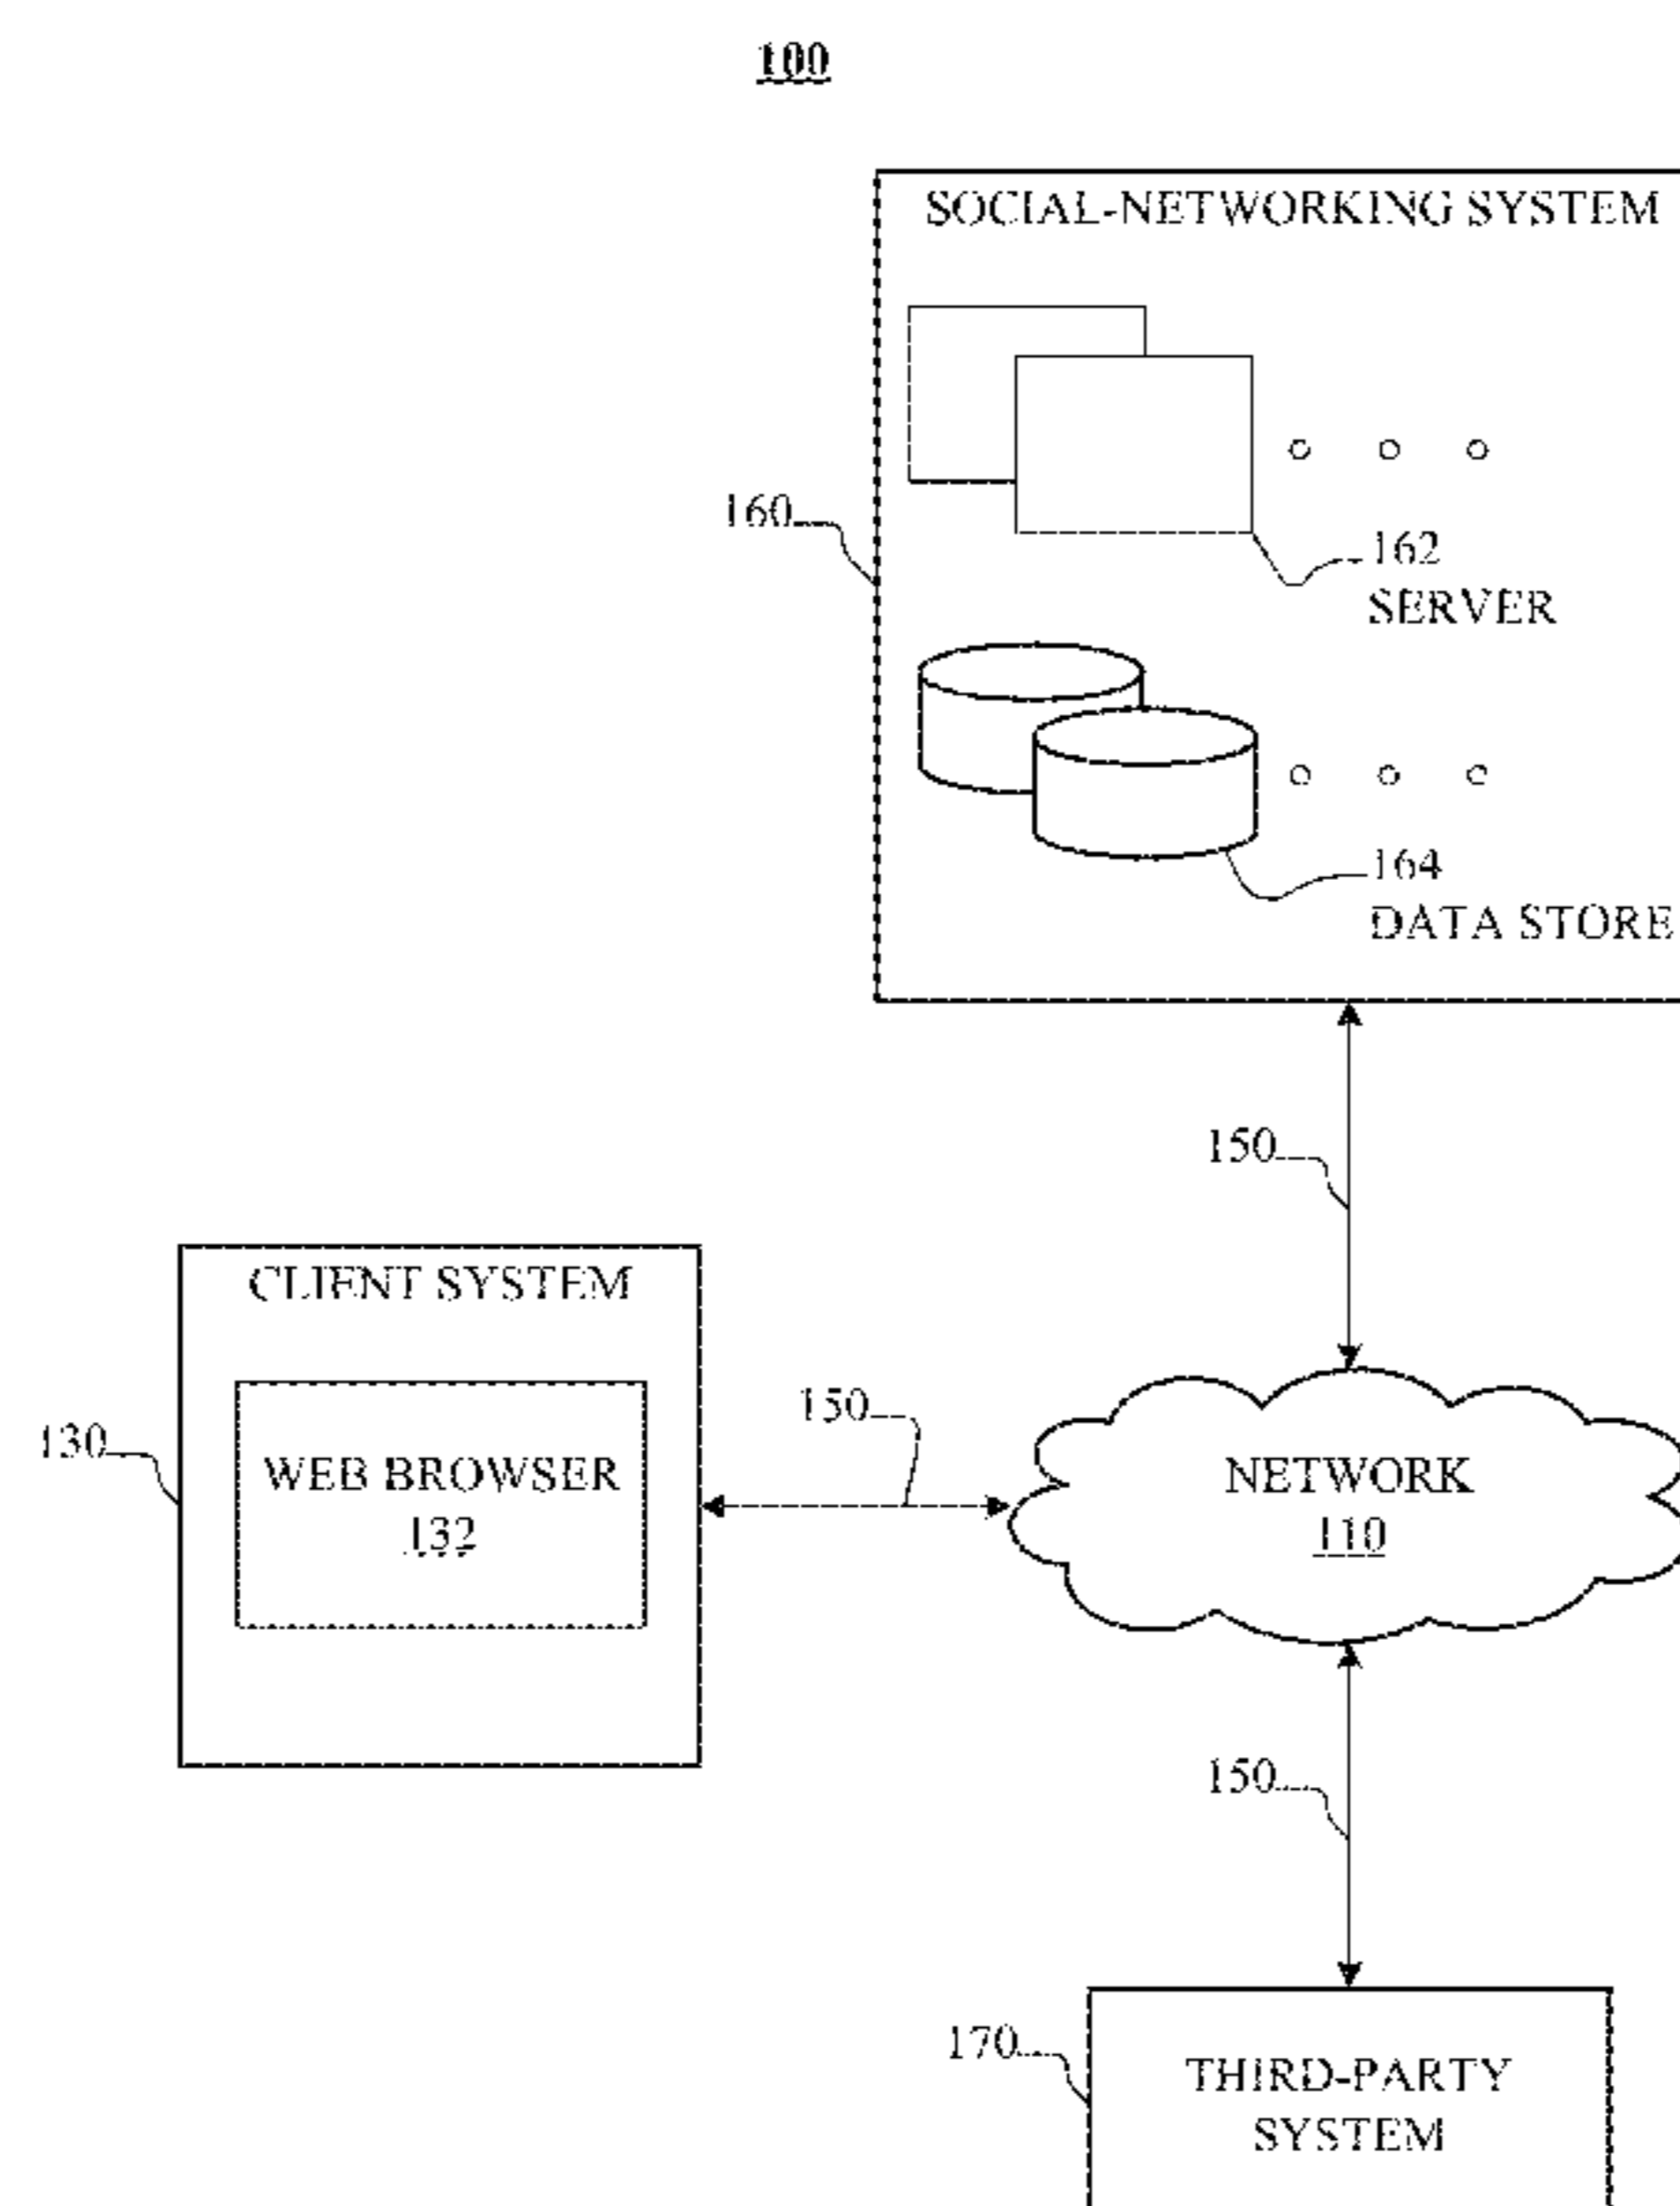 100
SOCIAL-NETWORKING SYSTEM
160
162
SERVER
164
DATA STORE
150
CLIENT SYSTEM
130
WEB BROWSER
132
150
NETWORK
110
150
170
THIRD-PARTY
SYSTEM